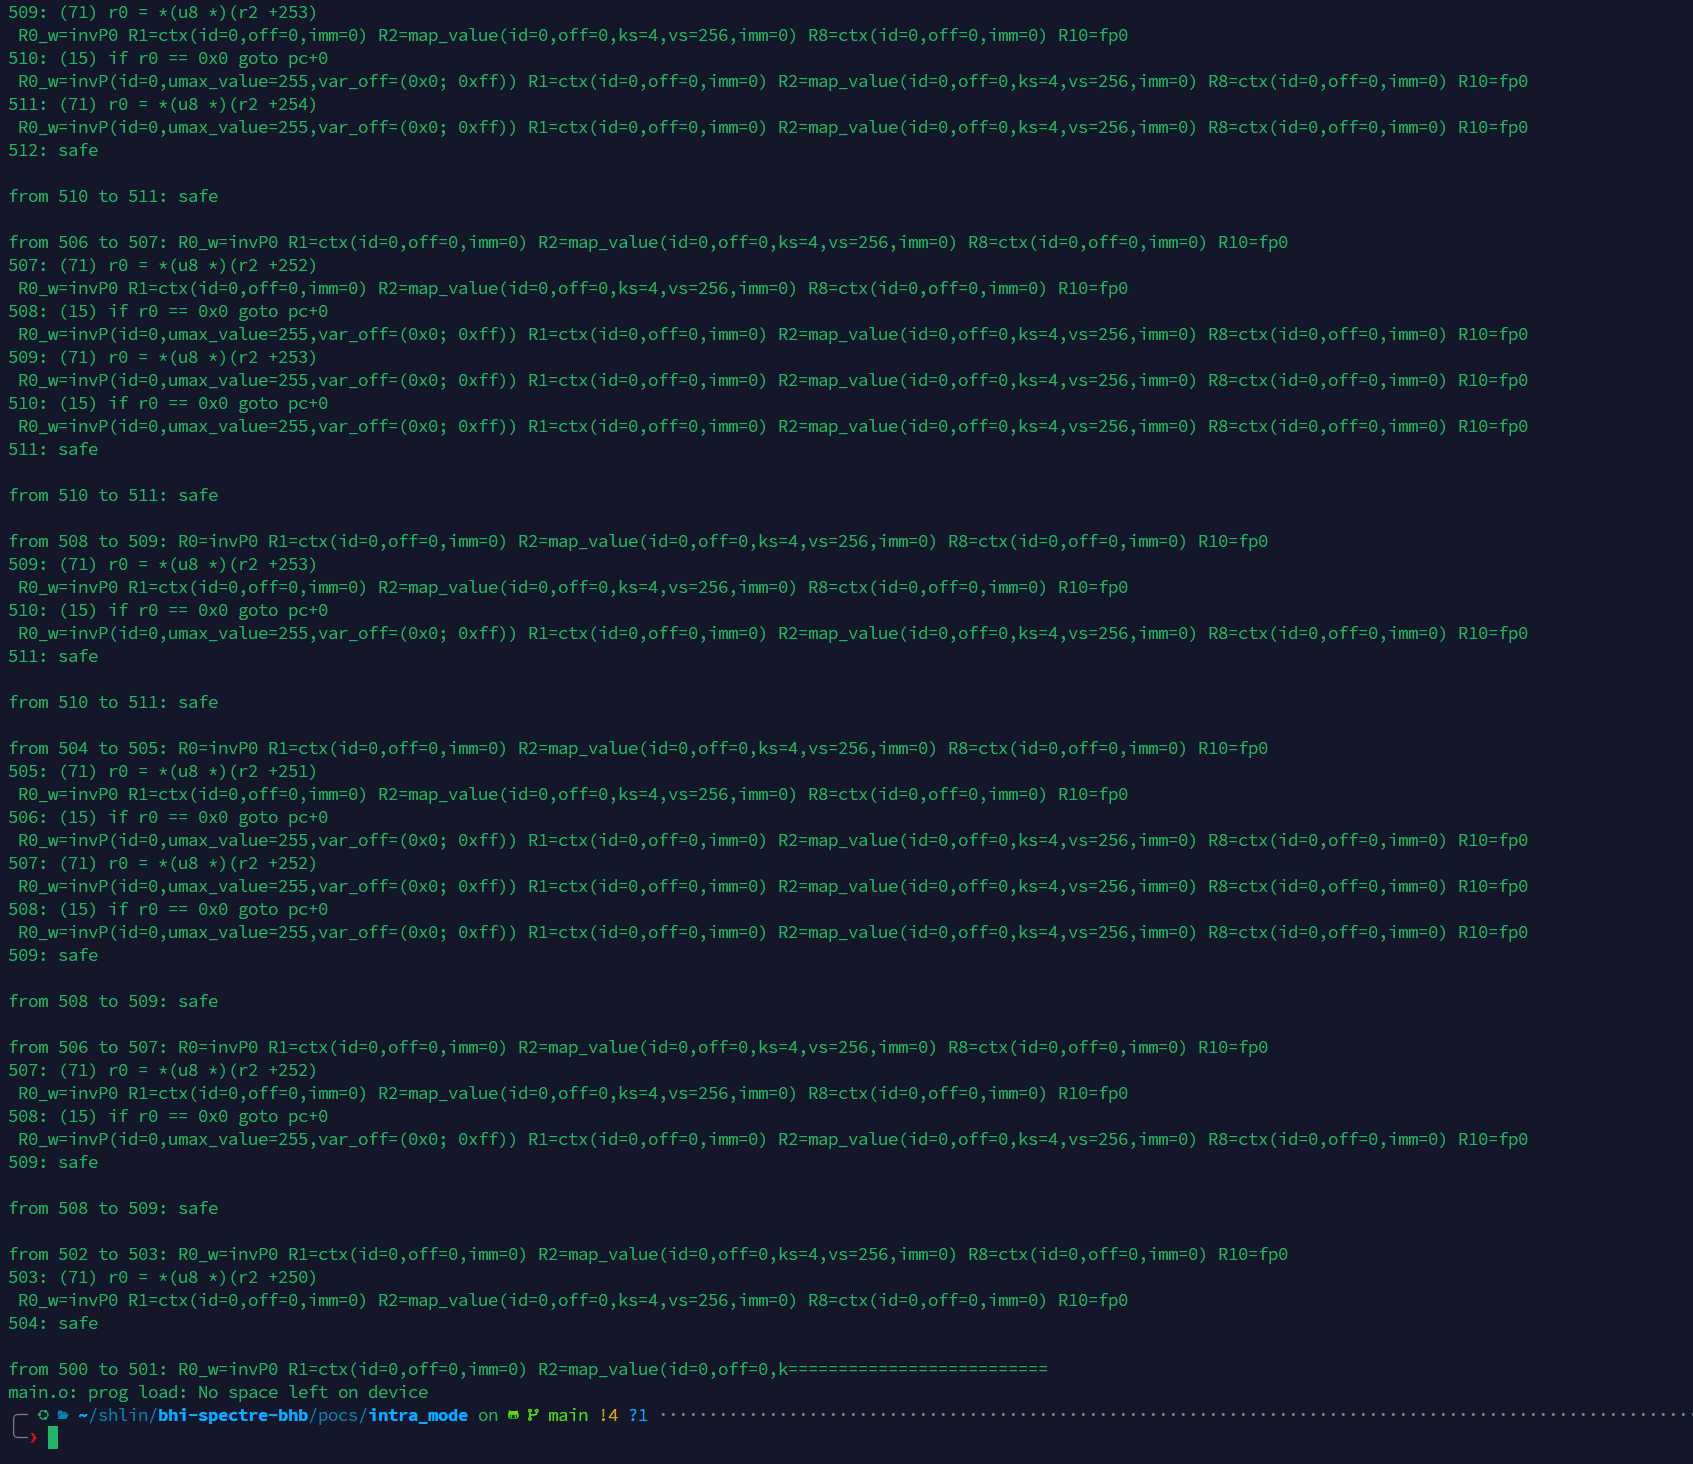 509: (71) r0 = *(u8 *)(r2 +253)
 R0_w=invP0 R1=ctx(id=0,off=0,imm=0) R2=map_value(id=0,off=0,ks=4,vs=256,imm=0) R8=ctx(id=0,off=0,imm=0) R10=fp0
510: (15) if r0 == 0x0 goto pc+0
 R0_w=invP(id=0,umax_value=255,var_off=(0x0; 0xff)) R1=ctx(id=0,off=0,imm=0) R2=map_value(id=0,off=0,ks=4,vs=256,imm=0) R8=ctx(id=0,off=0,imm=0) R10=fp0
511: (71) r0 = *(u8 *)(r2 +254)
 R0_w=invP(id=0,umax_value=255,var_off=(0x0; 0xff)) R1=ctx(id=0,off=0,imm=0) R2=map_value(id=0,off=0,ks=4,vs=256,imm=0) R8=ctx(id=0,off=0,imm=0) R10=fp0
512: safe

from 510 to 511: safe

from 506 to 507: R0_w=invP0 R1=ctx(id=0,off=0,imm=0) R2=map_value(id=0,off=0,ks=4,vs=256,imm=0) R8=ctx(id=0,off=0,imm=0) R10=fp0
507: (71) r0 = *(u8 *)(r2 +252)
 R0_w=invP0 R1=ctx(id=0,off=0,imm=0) R2=map_value(id=0,off=0,ks=4,vs=256,imm=0) R8=ctx(id=0,off=0,imm=0) R10=fp0
508: (15) if r0 == 0x0 goto pc+0
 R0_w=invP(id=0,umax_value=255,var_off=(0x0; 0xff)) R1=ctx(id=0,off=0,imm=0) R2=map_value(id=0,off=0,ks=4,vs=256,imm=0) R8=ctx(id=0,off=0,imm=0) R10=fp0
509: (71) r0 = *(u8 *)(r2 +253)
 R0_w=invP(id=0,umax_value=255,var_off=(0x0; 0xff)) R1=ctx(id=0,off=0,imm=0) R2=map_value(id=0,off=0,ks=4,vs=256,imm=0) R8=ctx(id=0,off=0,imm=0) R10=fp0
510: (15) if r0 == 0x0 goto pc+0
 R0_w=invP(id=0,umax_value=255,var_off=(0x0; 0xff)) R1=ctx(id=0,off=0,imm=0) R2=map_value(id=0,off=0,ks=4,vs=256,imm=0) R8=ctx(id=0,off=0,imm=0) R10=fp0
511: safe

from 510 to 511: safe

from 508 to 509: R0=invP0 R1=ctx(id=0,off=0,imm=0) R2=map_value(id=0,off=0,ks=4,vs=256,imm=0) R8=ctx(id=0,off=0,imm=0) R10=fp0
509: (71) r0 = *(u8 *)(r2 +253)
 R0_w=invP0 R1=ctx(id=0,off=0,imm=0) R2=map_value(id=0,off=0,ks=4,vs=256,imm=0) R8=ctx(id=0,off=0,imm=0) R10=fp0
510: (15) if r0 == 0x0 goto pc+0
 R0_w=invP(id=0,umax_value=255,var_off=(0x0; 0xff)) R1=ctx(id=0,off=0,imm=0) R2=map_value(id=0,off=0,ks=4,vs=256,imm=0) R8=ctx(id=0,off=0,imm=0) R10=fp0
511: safe

from 510 to 511: safe

from 504 to 505: R0=invP0 R1=ctx(id=0,off=0,imm=0) R2=map_value(id=0,off=0,ks=4,vs=256,imm=0) R8=ctx(id=0,off=0,imm=0) R10=fp0
505: (71) r0 = *(u8 *)(r2 +251)
 R0_w=invP0 R1=ctx(id=0,off=0,imm=0) R2=map_value(id=0,off=0,ks=4,vs=256,imm=0) R8=ctx(id=0,off=0,imm=0) R10=fp0
506: (15) if r0 == 0x0 goto pc+0
 R0_w=invP(id=0,umax_value=255,var_off=(0x0; 0xff)) R1=ctx(id=0,off=0,imm=0) R2=map_value(id=0,off=0,ks=4,vs=256,imm=0) R8=ctx(id=0,off=0,imm=0) R10=fp0
507: (71) r0 = *(u8 *)(r2 +252)
 R0_w=invP(id=0,umax_value=255,var_off=(0x0; 0xff)) R1=ctx(id=0,off=0,imm=0) R2=map_value(id=0,off=0,ks=4,vs=256,imm=0) R8=ctx(id=0,off=0,imm=0) R10=fp0
508: (15) if r0 == 0x0 goto pc+0
 R0_w=invP(id=0,umax_value=255,var_off=(0x0; 0xff)) R1=ctx(id=0,off=0,imm=0) R2=map_value(id=0,off=0,ks=4,vs=256,imm=0) R8=ctx(id=0,off=0,imm=0) R10=fp0
509: safe

from 508 to 509: safe

from 506 to 507: R0=invP0 R1=ctx(id=0,off=0,imm=0) R2=map_value(id=0,off=0,ks=4,vs=256,imm=0) R8=ctx(id=0,off=0,imm=0) R10=fp0
507: (71) r0 = *(u8 *)(r2 +252)
 R0_w=invP0 R1=ctx(id=0,off=0,imm=0) R2=map_value(id=0,off=0,ks=4,vs=256,imm=0) R8=ctx(id=0,off=0,imm=0) R10=fp0
508: (15) if r0 == 0x0 goto pc+0
 R0_w=invP(id=0,umax_value=255,var_off=(0x0; 0xff)) R1=ctx(id=0,off=0,imm=0) R2=map_value(id=0,off=0,ks=4,vs=256,imm=0) R8=ctx(id=0,off=0,imm=0) R10=fp0
509: safe

from 508 to 509: safe

from 502 to 503: R0_w=invP0 R1=ctx(id=0,off=0,imm=0) R2=map_value(id=0,off=0,ks=4,vs=256,imm=0) R8=ctx(id=0,off=0,imm=0) R10=fp0
503: (71) r0 = *(u8 *)(r2 +250)
 R0_w=invP0 R1=ctx(id=0,off=0,imm=0) R2=map_value(id=0,off=0,ks=4,vs=256,imm=0) R8=ctx(id=0,off=0,imm=0) R10=fp0
504: safe

from 500 to 501: R0_w=invP0 R1=ctx(id=0,off=0,imm=0) R2=map_value(id=0,off=0,k==========================
main.o: prog load: No space left on device
~/shlin/bhi-spectre-bhb/pocs/intra_mode on main !4 ?1
❯